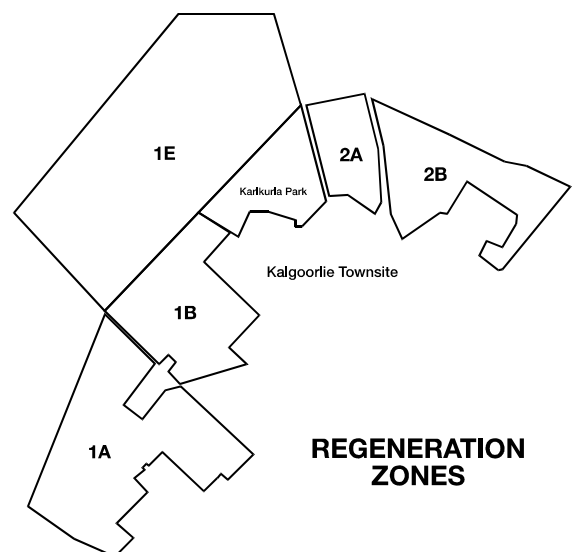 1E
2A
2B
Karlkurla Park
Kalgoorlie Townsite
1B
1A
REGENERATION
ZONES